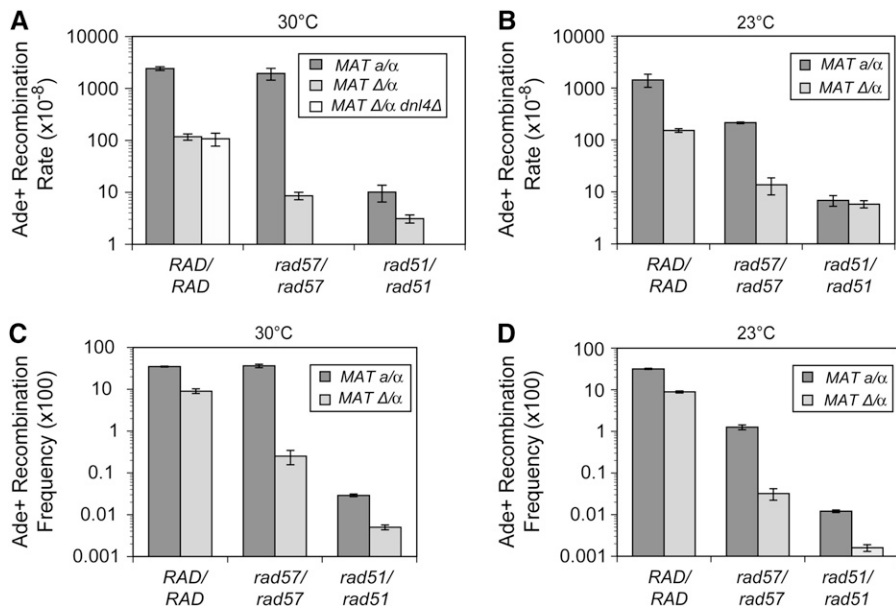 A
30°C
Ade+ Recombination
Rate (x10⁻⁸)
10000
1000
100
10
1
MAT a/α
MAT Δ/α
MAT Δ/α dnl4Δ
RAD/
RAD
rad57/
rad57
rad51/
rad51
B
23°C
Ade+ Recombination
Rate (x10⁻⁸)
10000
1000
100
10
1
MAT a/α
MAT Δ/α
RAD/
RAD
rad57/
rad57
rad51/
rad51
C
30°C
Ade+ Recombination
Frequency (x100)
100
10
1
0.1
0.01
0.001
MAT a/α
MAT Δ/α
RAD/
RAD
rad57/
rad57
rad51/
rad51
D
23°C
Ade+ Recombination
Frequency (x100)
100
10
1
0.1
0.01
0.001
MAT a/α
MAT Δ/α
RAD/
RAD
rad57/
rad57
rad51/
rad51